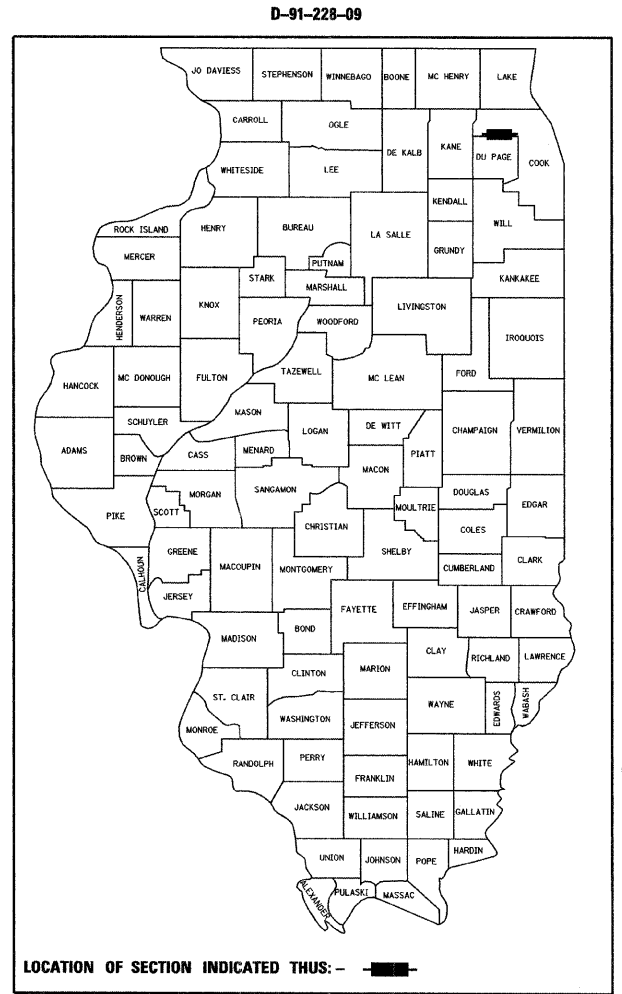 D-91-228-09
JO DAVIESS
STEPHENSON
WINNEBAGO
BOONE
MC HENRY
LAKE
CARROLL
OGLE
DE KALB
KANE
DU PAGE
COOK
WHITESIDE
LEE
KENDALL
ROCK ISLAND
HENRY
BUREAU
LA SALLE
WILL
GRUNDY
MERCER
PUTNAM
STARK
MARSHALL
KANKAKEE
HENDERSON
WARREN
KNOX
PEORIA
WOODFORD
LIVINGSTON
IROQUOIS
HANCOCK
MC DONOUGH
FULTON
TAZEWELL
MC LEAN
FORD
MASON
SCHUYLER
LOGAN
DE WITT
CHAMPAIGN
VERMILION
ADAMS
BROWN
CASS
MENARD
PIATT
MACON
PIKE
SCOTT
MORGAN
SANGAMON
MOULTRIE
DOUGLAS
EDGAR
CHRISTIAN
COLES
GREENE
CALHOUN
MACOUPIN
MONTGOMERY
SHELBY
CUMBERLAND
CLARK
JERSEY
FAYETTE
EFFINGHAM
JASPER
CRAWFORD
MADISON
BOND
CLAY
RICHLAND
LAWRENCE
CLINTON
MARION
ST. CLAIR
WAYNE
EDWARDS
WABASH
MONROE
WASHINGTON
JEFFERSON
RANDOLPH
PERRY
HAMILTON
WHITE
FRANKLIN
JACKSON
WILLIAMSON
SALINE
GALLATIN
UNION
JOHNSON
POPE
HARDIN
ALEXANDER
PULASKI
MASSAC
LOCATION OF SECTION INDICATED THUS: -